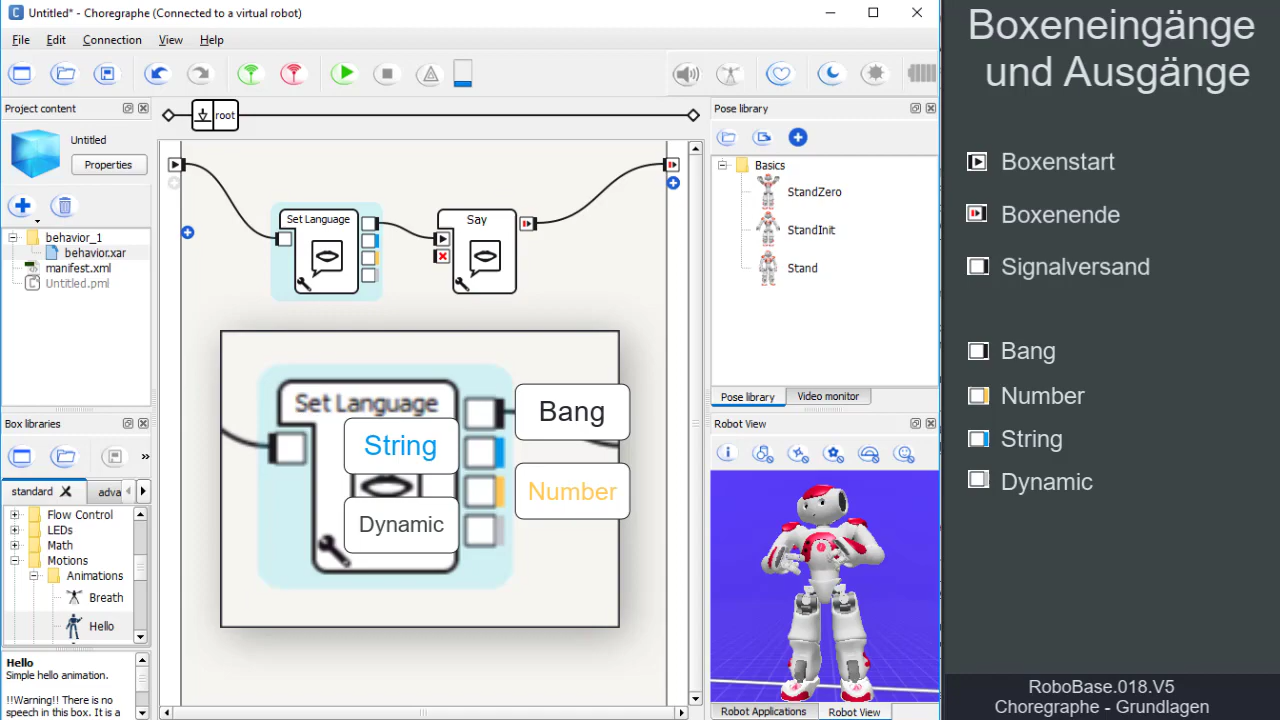 Untitled* - Choregraphe (Connected to a virtual robot)
File Edit Connection View Help
Project content
Untitled
Properties
behavior_1
behavior.xar
manifest.xml
Untitled.pml
Box libraries
standard
adva
Flow Control
LEDs
Math
Motions
Animations
Breath
Hello
Hello
Simple hello animation.
!!Warning!! There is no
speech in this box. It is a
root
Set Language
Say
Set Language
Bang
String
Number
Dynamic
Pose library
Basics
StandZero
StandInit
Stand
Pose library Video monitor
Robot View
Robot Applications Robot View
Boxeneingänge
und Ausgänge
Boxenstart
Boxenende
Signalversand
Bang
Number
String
Dynamic
RoboBase.018.V5
Choregraphe - Grundlagen